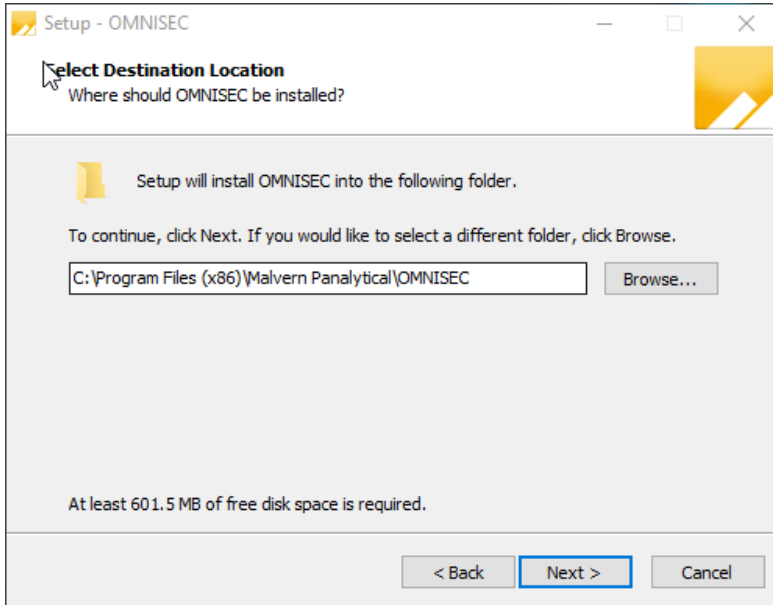 Setup - OMNISEC
Select Destination Location
Where should OMNISEC be installed?
Setup will install OMNISEC into the following folder.
To continue, click Next. If you would like to select a different folder, click Browse.
C:\Program Files (x86)\Malvern Panalytical\OMNISEC
Browse...
At least 601.5 MB of free disk space is required.
< Back
Next >
Cancel